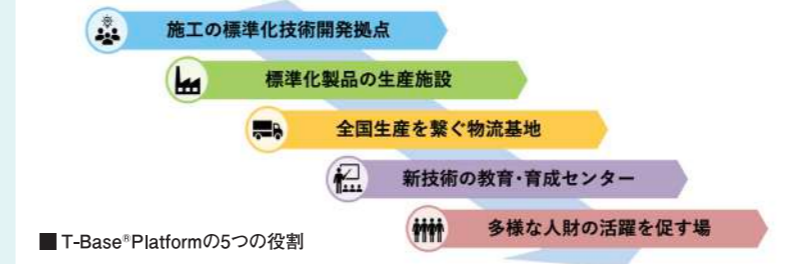 施工の標準化技術開発拠点
標準化製品の生産施設
全国生産を繋ぐ物流基地
新技術の教育・育成センター
多様な人財の活躍を促す場
■ T-Base®Platformの5つの役割